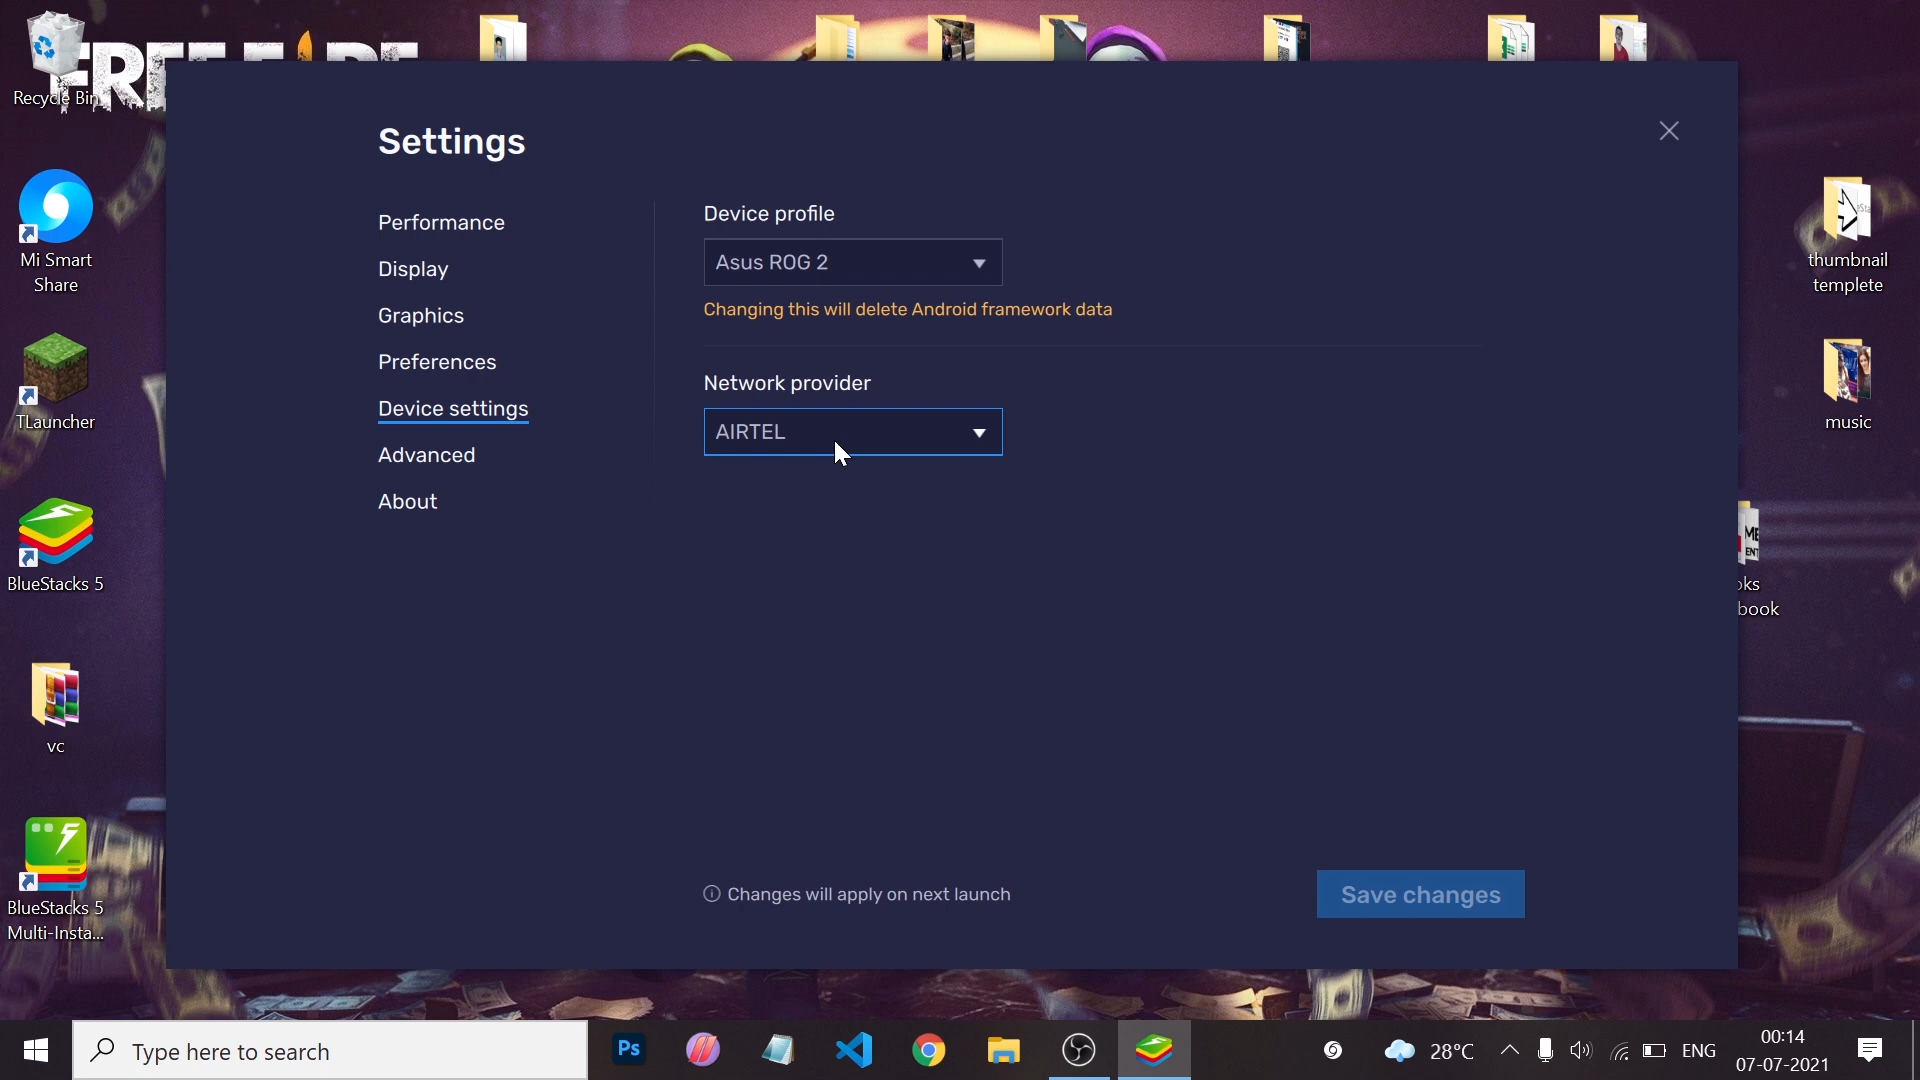 FREE FIRE
Recycle Bin
Settings
Performance
Display
Graphics
Preferences
Device settings
Advanced
About
Device profile
Asus ROG 2
Changing this will delete Android framework data
Network provider
AIRTEL
Changes will apply on next launch
Save changes
Mi Smart
Share
TLauncher
BlueStacks 5
vc
BlueStacks 5
Multi-Insta...
thumbnail
templete
music
oks
book
Type here to search
Ps
28°C
ENG
00:14
07-07-2021